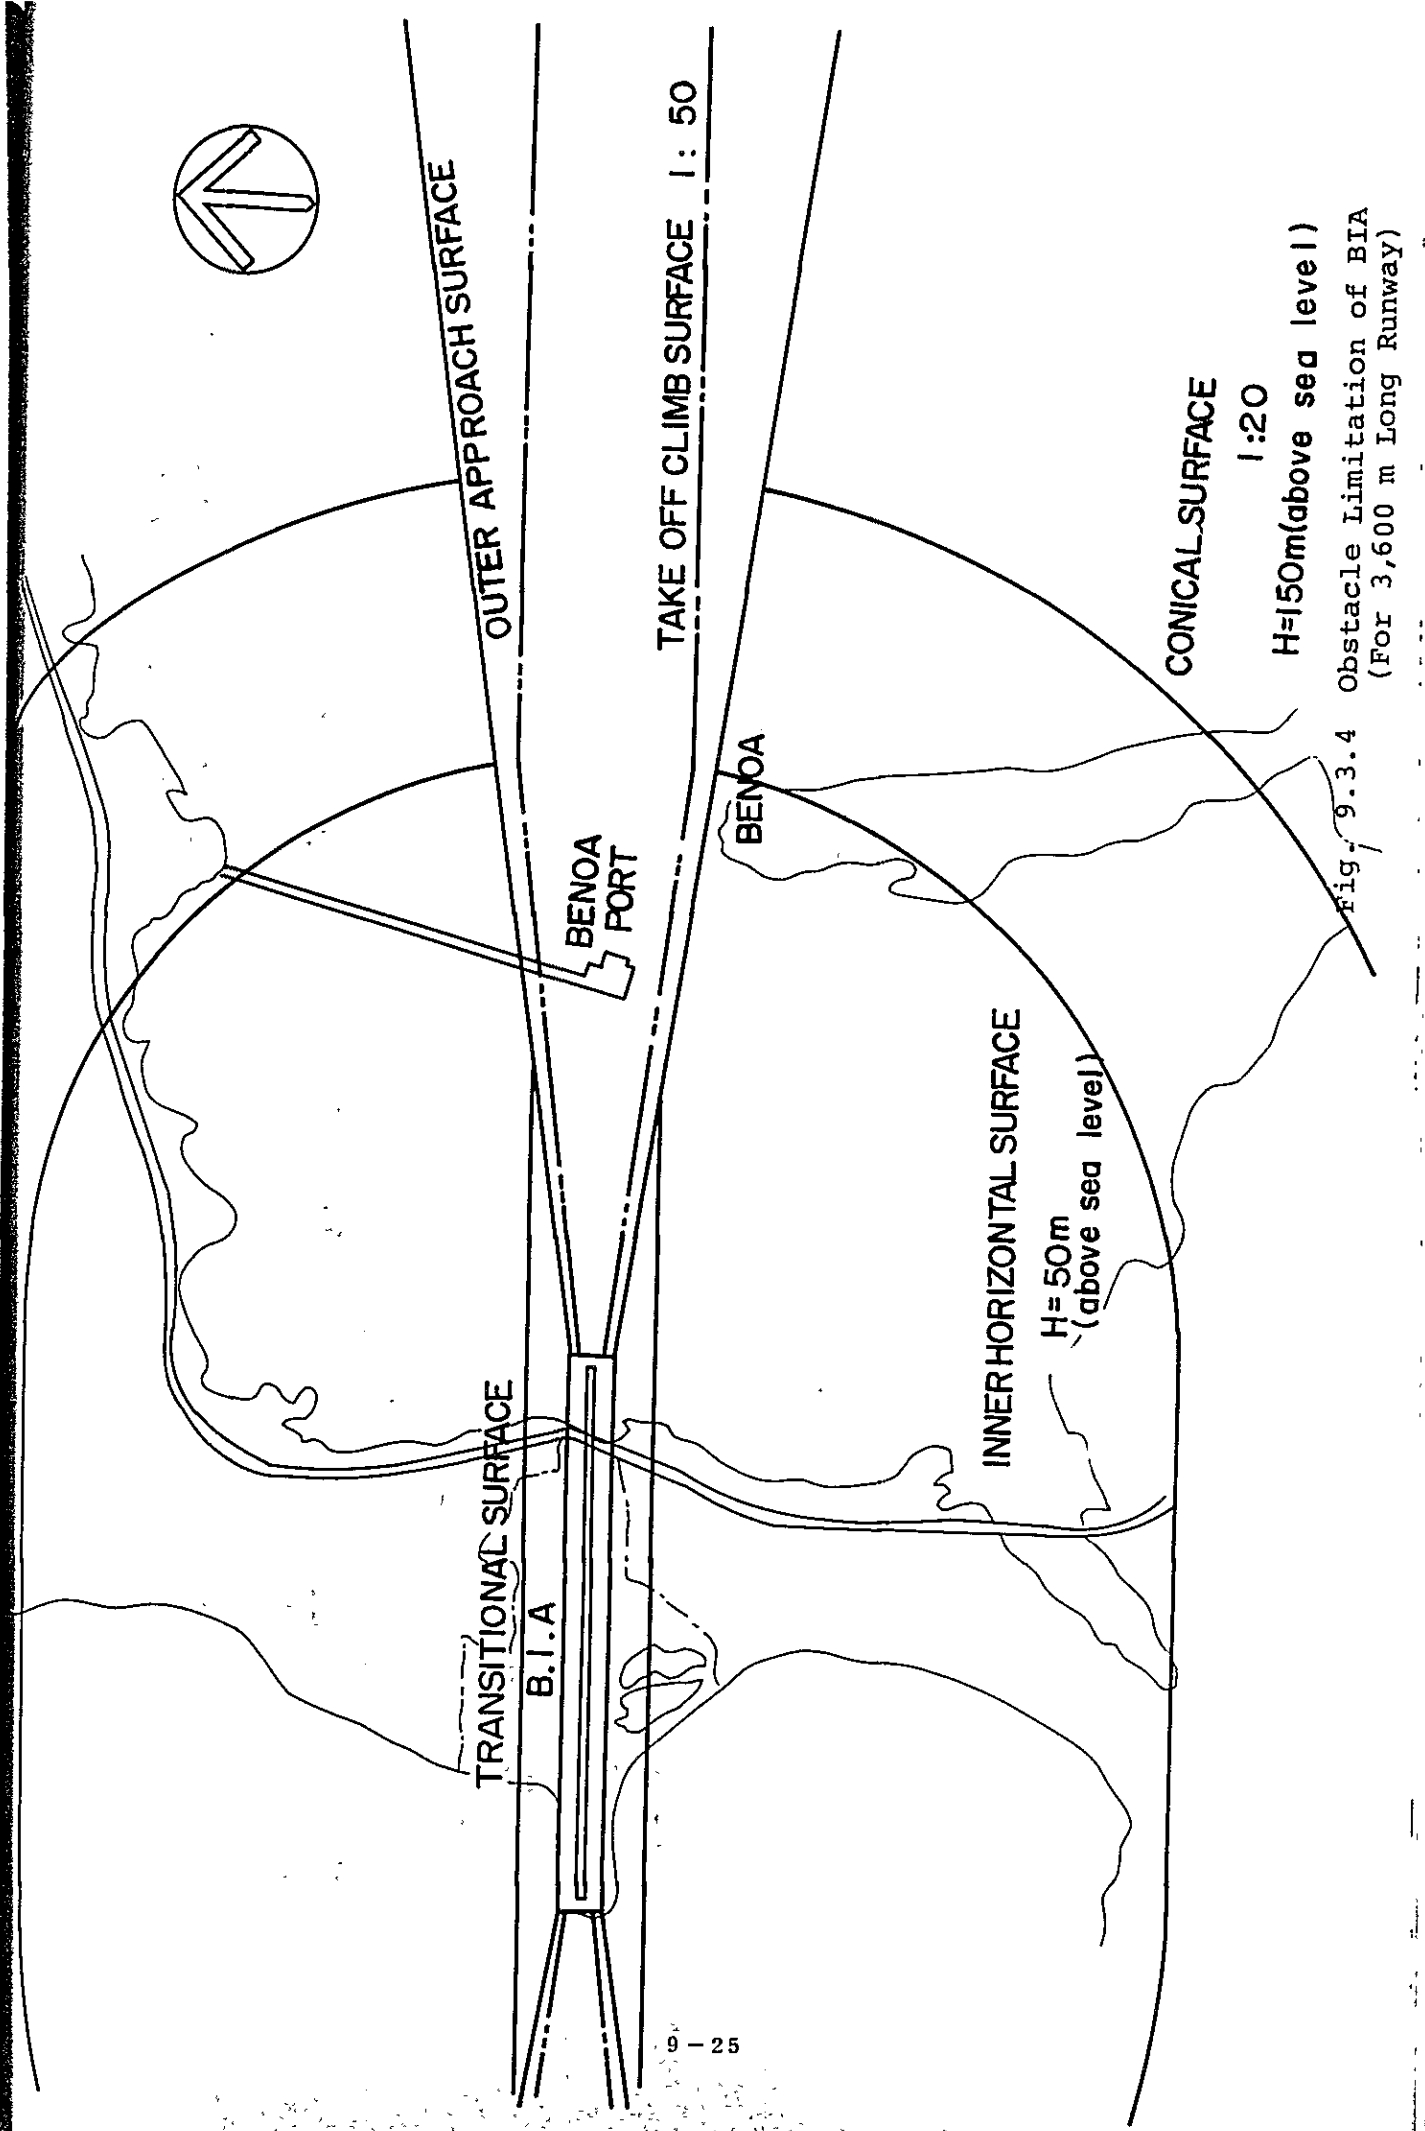 OUTER APPROACH SURFACE
TAKE OFF CLIMB SURFACE 1:50
BENOA
PORT
BENOA
TRANSITIONAL SURFACE
B.I.A
INNER HORIZONTAL SURFACE
H=50m
(above sea level)
CONICAL SURFACE
1:20
H=150m(above sea level)
Fig. 9.3.4 Obstacle Limitation of BIA
(For 3,600 m Long Runway)
9-25